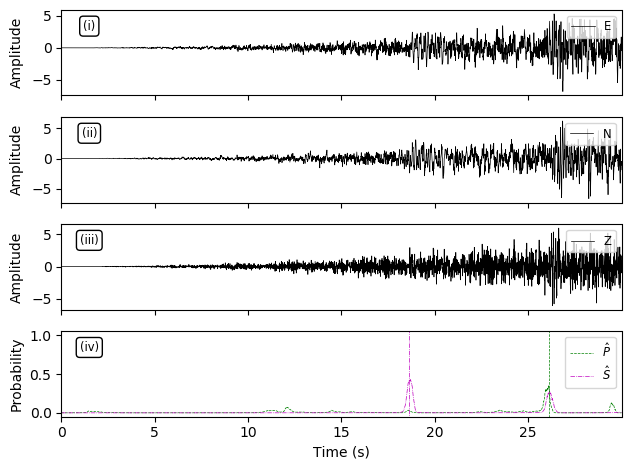 (i)
E
Amplitude
5
0
−5
(ii)
N
Amplitude
5
0
−5
(iii)
Z
Amplitude
5
0
−5
(iv)
P̂
Ŝ
Probability
1.0
0.5
0.0
0 5 10 15 20 25
Time (s)